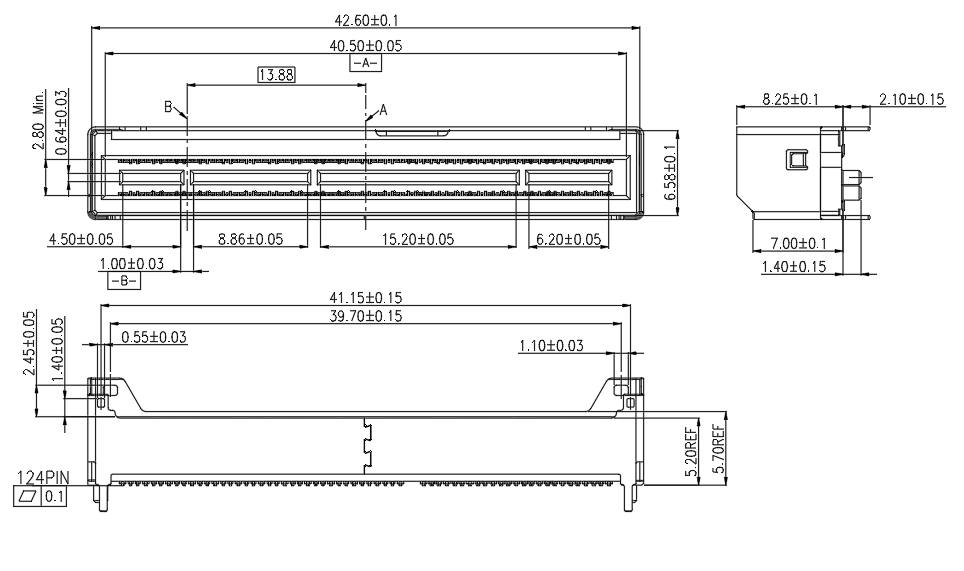 42.60±0.1
40.50±0.05
-A-
13.88
B
A
2.80 Min.
0.64±0.03
8.25±0.1
2.10±0.15
6.58±0.1
4.50±0.05
8.86±0.05
15.20±0.05
6.20±0.05
1.00±0.03
-B-
7.00±0.1
1.40±0.15
41.15±0.15
39.70±0.15
2.45±0.05
1.40±0.05
0.55±0.03
1.10±0.03
5.20REF
5.70REF
124PIN
0.1